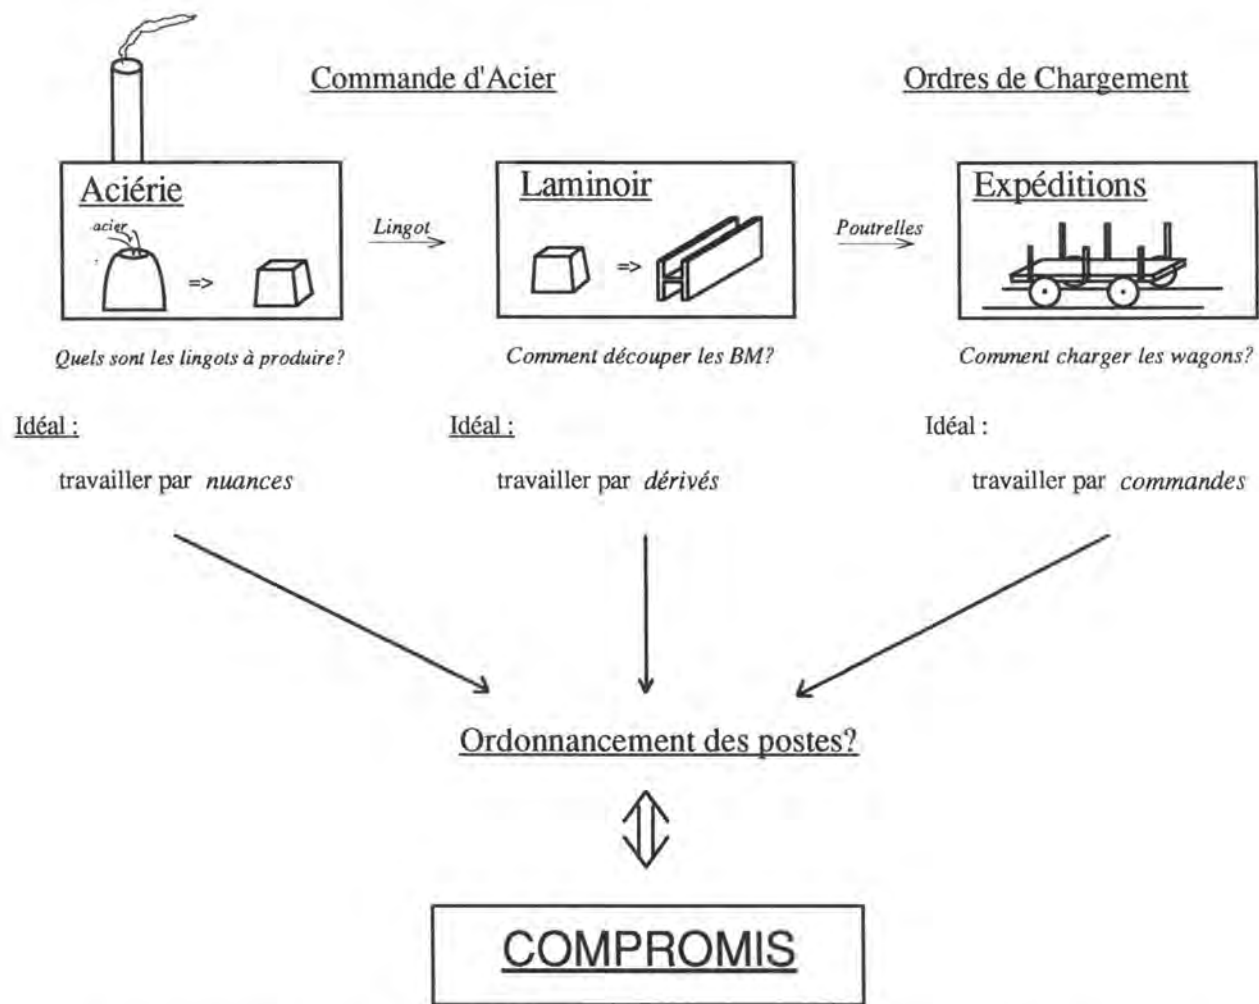 Commande d'Acier
Ordres de Chargement
Aciérie
acier
=>
Lingot
Laminoir
=>
Poutrelles
Expéditions
Quels sont les lingots à produire?
Comment découper les BM?
Comment charger les wagons?
Idéal :
travailler par nuances
Idéal :
travailler par dérivés
Idéal :
travailler par commandes
Ordonnancement des postes?
COMPROMIS